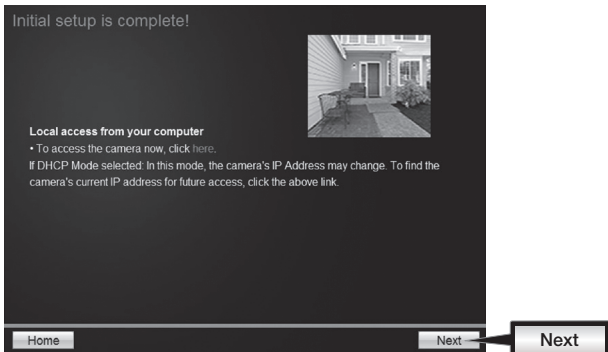 Initial setup is complete!
Local access from your computer
• To access the camera now, click here.
If DHCP Mode selected: In this mode, the camera's IP Address may change. To find the
camera's current IP address for future access, click the above link.
Home
Next
Next